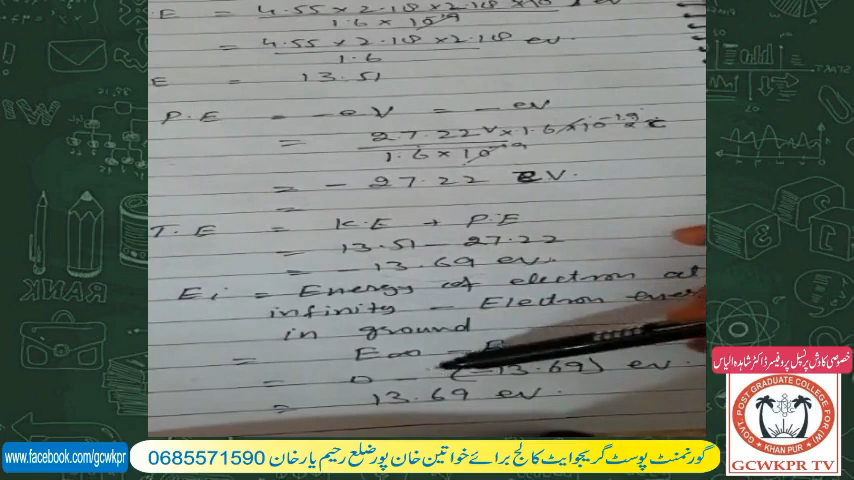 .E = 4.55 x 2.18 x 2.18 x 10 ev
1.6 x 10⁻¹⁹
= 4.55 x 2.18 x 2.18 ev
1.6
E = 13.51
P.E = -eV = -eV
= 27.22V x 1.6 x 10⁻¹⁹ C
1.6 x 10⁻¹⁹
= - 27.22 eV.
=
T.E = K.E + P.E
= 13.51 - 27.22
= - 13.69 ev.
Ei = Energy of electron at
infinity - Electron ener
in ground
= E∞ - E
= 0 - (-13.69) ev.
= 13.69 ev.
خصوصی کاوش پرنسپل پروفیسر ڈاکٹر شاہدہ الیاس
GOVT. POST GRADUATE COLLEGE FOR (W)
KHAN PUR
GCWKPR TV
www.facebook.com/gcwkpr
گورنمنٹ پوسٹ گریجوایٹ کالج برائے خواتین خان پور ضلع رحیم یار خان 0685571590